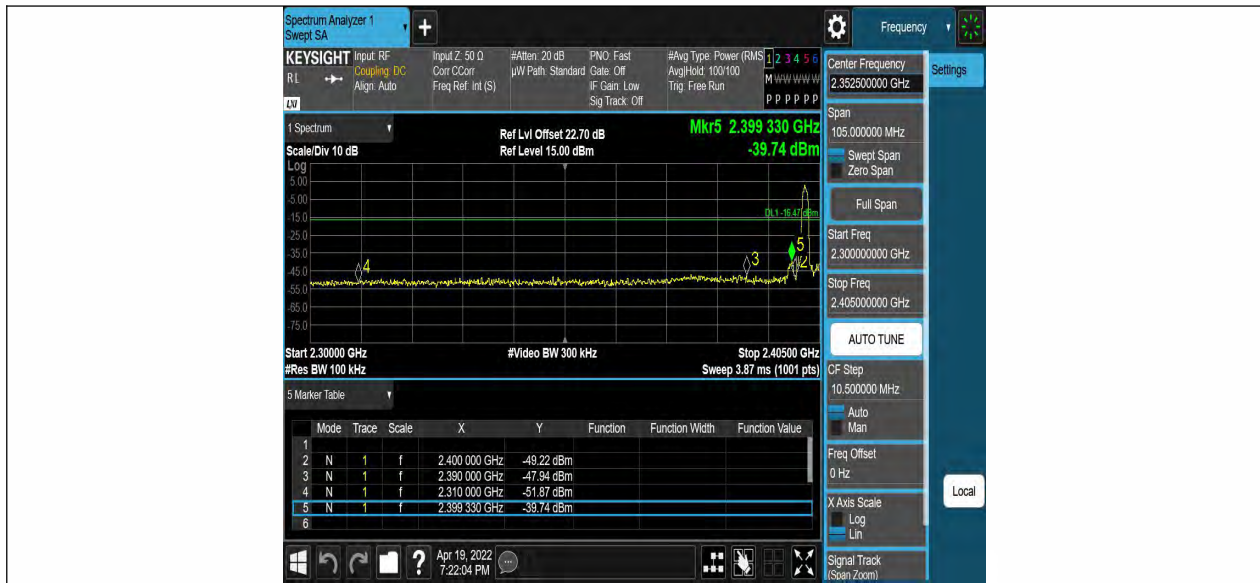 Spectrum Analyzer 1
Swept SA
+
Frequency
KEYSIGHT
RL
LXI
Input: RF
Coupling: DC
Align: Auto
Input Z: 50 Ω
Corr CCorr
Freq Ref: Int (S)
#Atten: 20 dB
µW Path: Standard
PNO: Fast
Gate: Off
IF Gain: Low
Sig Track: Off
#Avg Type: Power (RMS
Avg|Hold: 100/100
Trig: Free Run
1 2 3 4 5 6
M W W W W W
P P P P P P
1 Spectrum
Scale/Div 10 dB
Ref Lvl Offset 22.70 dB
Ref Level 15.00 dBm
Mkr5 2.399 330 GHz
-39.74 dBm
Log
5.00
-5.00
-15.0
-25.0
-35.0
-45.0
-55.0
-65.0
-75.0
DL1 -16.47 dBm
4
3
5
2
Start 2.30000 GHz
#Res BW 100 kHz
#Video BW 300 kHz
Stop 2.40500 GHz
Sweep 3.87 ms (1001 pts)
5 Marker Table
Mode Trace Scale X Y Function Function Width Function Value
1
2 N 1 f 2.400 000 GHz -49.22 dBm
3 N 1 f 2.390 000 GHz -47.94 dBm
4 N 1 f 2.310 000 GHz -51.87 dBm
5 N 1 f 2.399 330 GHz -39.74 dBm
6
?
Apr 19, 2022
7:22:04 PM
Center Frequency
2.352500000 GHz
Settings
Span
105.000000 MHz
Swept Span
Zero Span
Full Span
Start Freq
2.300000000 GHz
Stop Freq
2.405000000 GHz
AUTO TUNE
CF Step
10.500000 MHz
Auto
Man
Freq Offset
0 Hz
X Axis Scale
Log
Lin
Signal Track
(Span Zoom)
Local